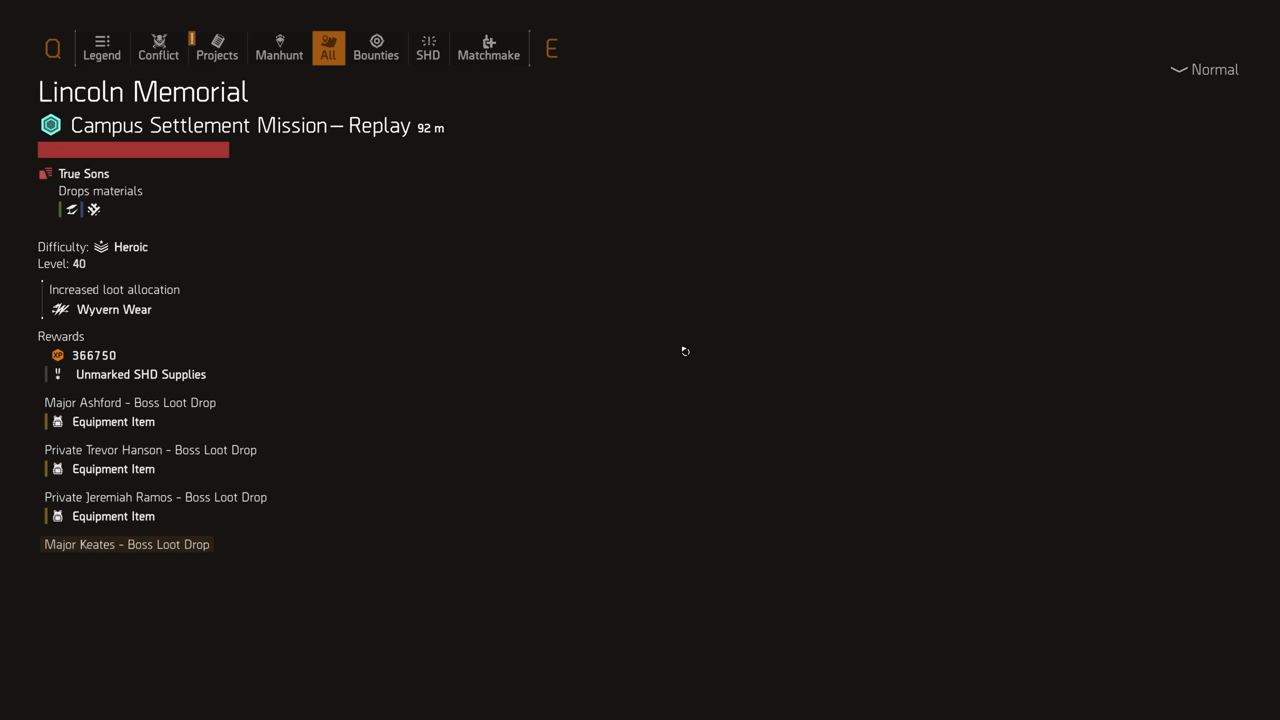 Q Legend Conflict ! Projects Manhunt All Bounties SHD Matchmake E
Normal
Lincoln Memorial
Campus Settlement Mission – Replay 92 m
True Sons
Drops materials
Difficulty: Heroic
Level: 40
Increased loot allocation
Wyvern Wear
Rewards
XP 366750
Unmarked SHD Supplies
Major Ashford - Boss Loot Drop
Equipment Item
Private Trevor Hanson - Boss Loot Drop
Equipment Item
Private Jeremiah Ramos - Boss Loot Drop
Equipment Item
Major Keates - Boss Loot Drop